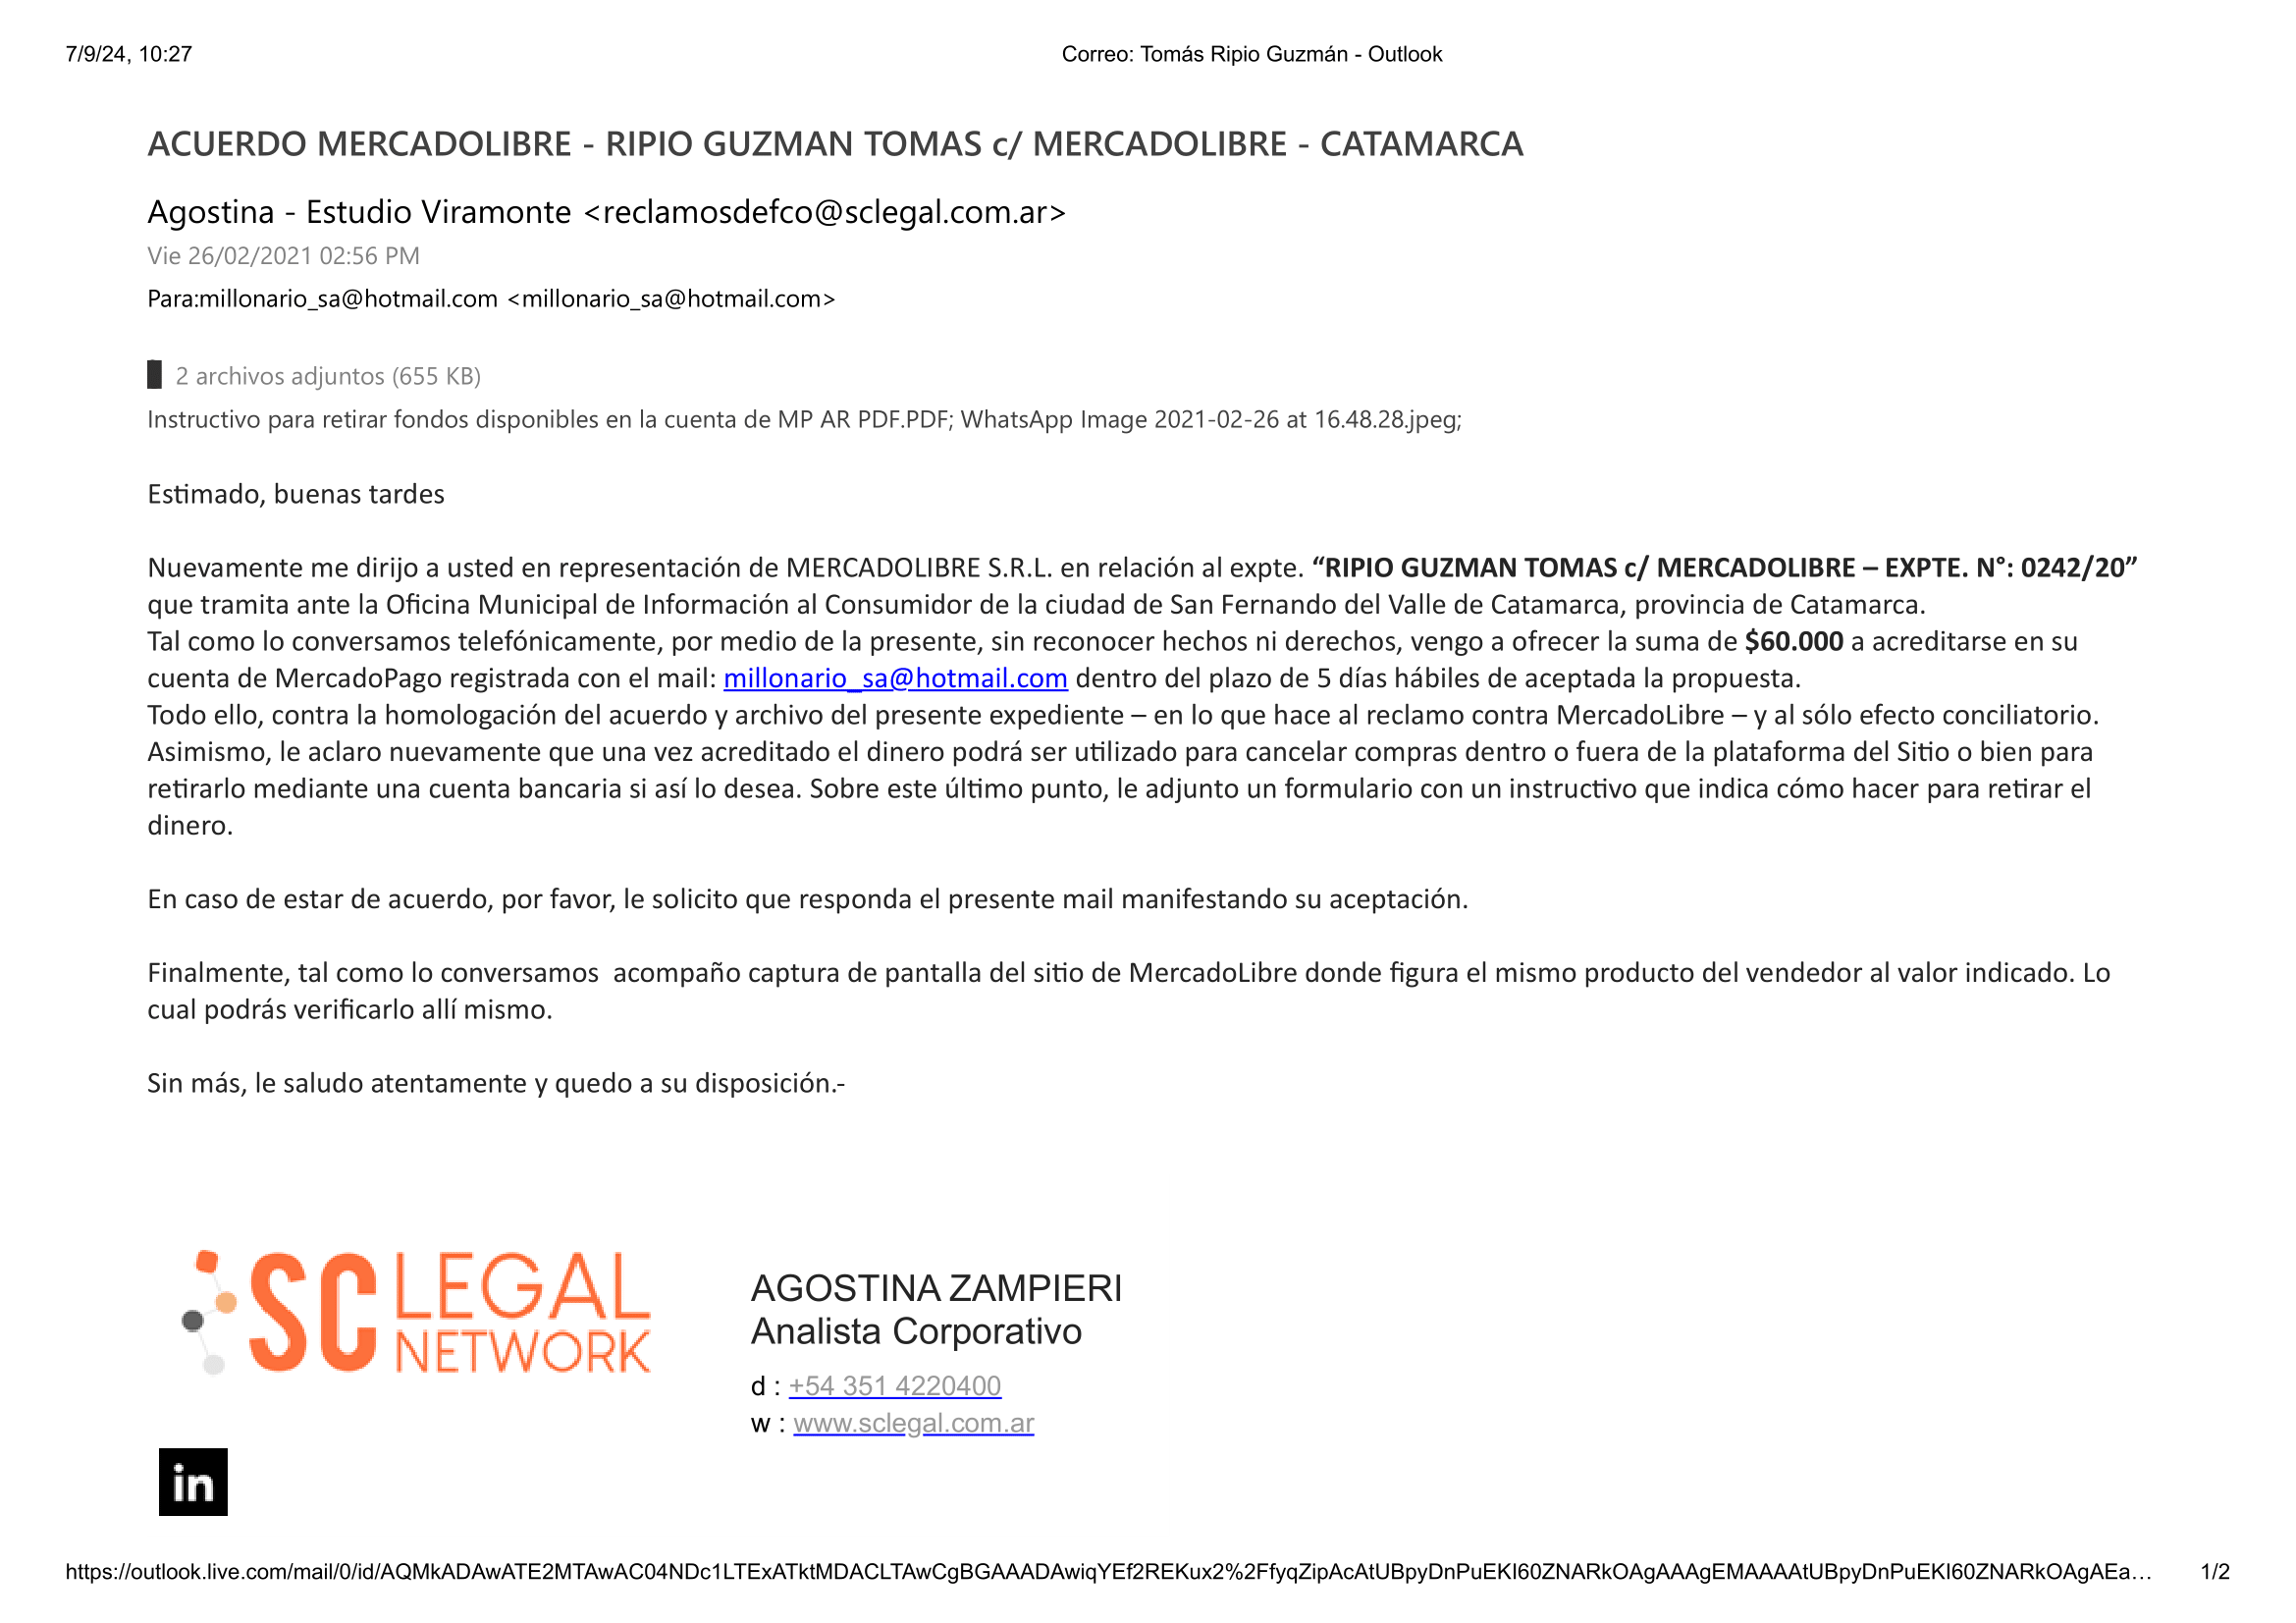 7/9/24, 10:27
Correo: Tomás Ripio Guzmán - Outlook
ACUERDO MERCADOLIBRE - RIPIO GUZMAN TOMAS c/ MERCADOLIBRE - CATAMARCA
Agostina - Estudio Viramonte <reclamosdefco@sclegal.com.ar>
Vie 26/02/2021 02:56 PM
Para:millonario_sa@hotmail.com <millonario_sa@hotmail.com>
2 archivos adjuntos (655 KB)
Instructivo para retirar fondos disponibles en la cuenta de MP AR PDF.PDF; WhatsApp Image 2021-02-26 at 16.48.28.jpeg;
Estimado, buenas tardes
Nuevamente me dirijo a usted en representación de MERCADOLIBRE S.R.L. en relación al expte. “RIPIO GUZMAN TOMAS c/ MERCADOLIBRE – EXPTE. N°: 0242/20”
que tramita ante la Oficina Municipal de Información al Consumidor de la ciudad de San Fernando del Valle de Catamarca, provincia de Catamarca.
Tal como lo conversamos telefónicamente, por medio de la presente, sin reconocer hechos ni derechos, vengo a ofrecer la suma de $60.000 a acreditarse en su
cuenta de MercadoPago registrada con el mail: millonario_sa@hotmail.com dentro del plazo de 5 días hábiles de aceptada la propuesta.
Todo ello, contra la homologación del acuerdo y archivo del presente expediente – en lo que hace al reclamo contra MercadoLibre – y al sólo efecto conciliatorio.
Asimismo, le aclaro nuevamente que una vez acreditado el dinero podrá ser utilizado para cancelar compras dentro o fuera de la plataforma del Sitio o bien para
retirarlo mediante una cuenta bancaria si así lo desea. Sobre este último punto, le adjunto un formulario con un instructivo que indica cómo hacer para retirar el
dinero.
En caso de estar de acuerdo, por favor, le solicito que responda el presente mail manifestando su aceptación.
Finalmente, tal como lo conversamos  acompaño captura de pantalla del sitio de MercadoLibre donde figura el mismo producto del vendedor al valor indicado. Lo
cual podrás verificarlo allí mismo.
Sin más, le saludo atentamente y quedo a su disposición.-
SC LEGAL
NETWORK
AGOSTINA ZAMPIERI
Analista Corporativo
d : +54 351 4220400
w : www.sclegal.com.ar
in
https://outlook.live.com/mail/0/id/AQMkADAwATE2MTAwAC04NDc1LTExATktMDACLTAwCgBGAAADAwiqYEf2REKux2%2FfyqZipAcAtUBpyDnPuEKI60ZNARkOAgAAAgEMAAAAtUBpyDnPuEKI60ZNARkOAgAEa…
1/2